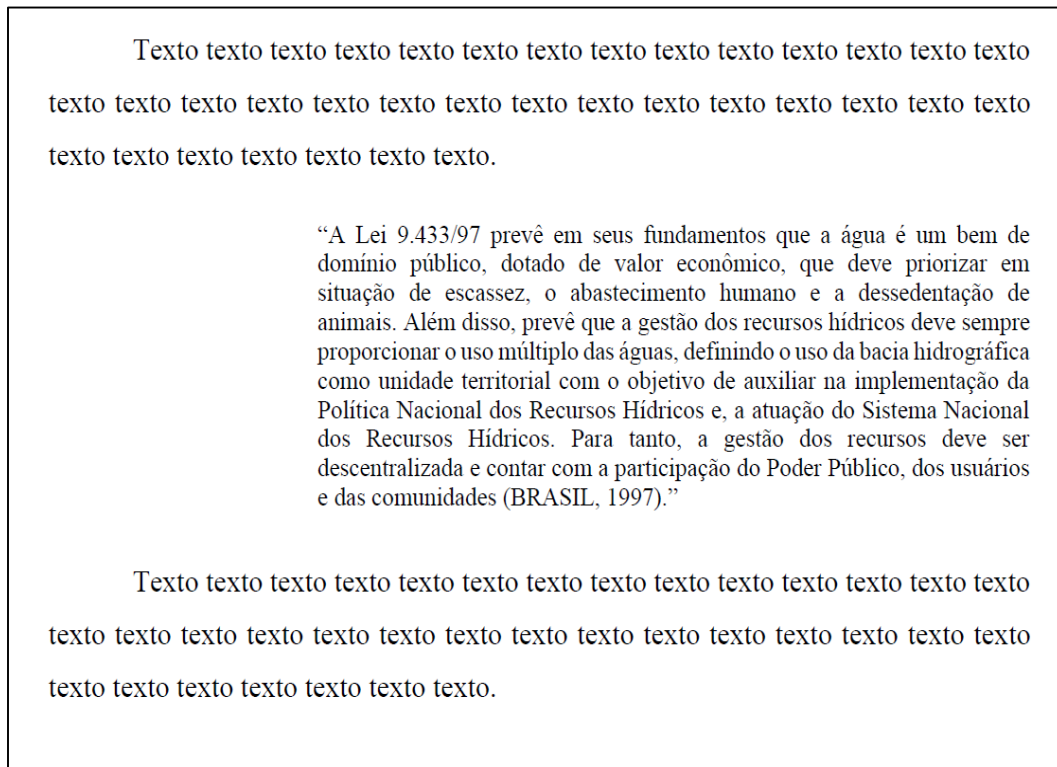 Texto texto texto texto texto texto texto texto texto texto texto texto texto texto
texto texto texto texto texto texto texto texto texto texto texto texto texto texto texto
texto texto texto texto texto texto texto.
“A Lei 9.433/97 prevê em seus fundamentos que a água é um bem de
domínio público, dotado de valor econômico, que deve priorizar em
situação de escassez, o abastecimento humano e a dessedentação de
animais. Além disso, prevê que a gestão dos recursos hídricos deve sempre
proporcionar o uso múltiplo das águas, definindo o uso da bacia hidrográfica
como unidade territorial com o objetivo de auxiliar na implementação da
Política Nacional dos Recursos Hídricos e, a atuação do Sistema Nacional
dos Recursos Hídricos. Para tanto, a gestão dos recursos deve ser
descentralizada e contar com a participação do Poder Público, dos usuários
e das comunidades (BRASIL, 1997).”
Texto texto texto texto texto texto texto texto texto texto texto texto texto texto
texto texto texto texto texto texto texto texto texto texto texto texto texto texto texto
texto texto texto texto texto texto texto.